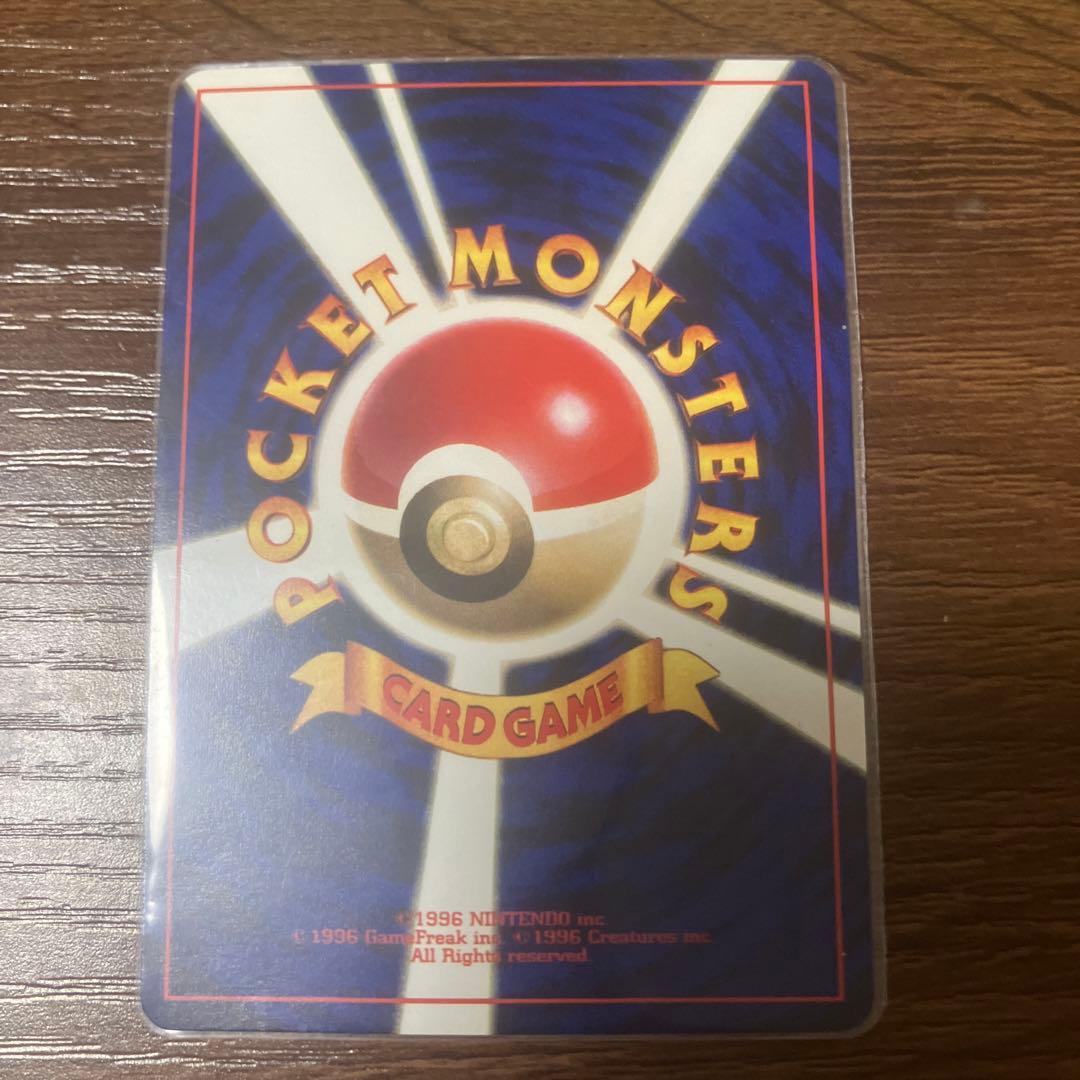 POCKET MONSTERS
CARD GAME
©1996 NINTENDO inc.
© 1996 GameFreak inc. © 1996 Creatures inc.
All Rights reserved.